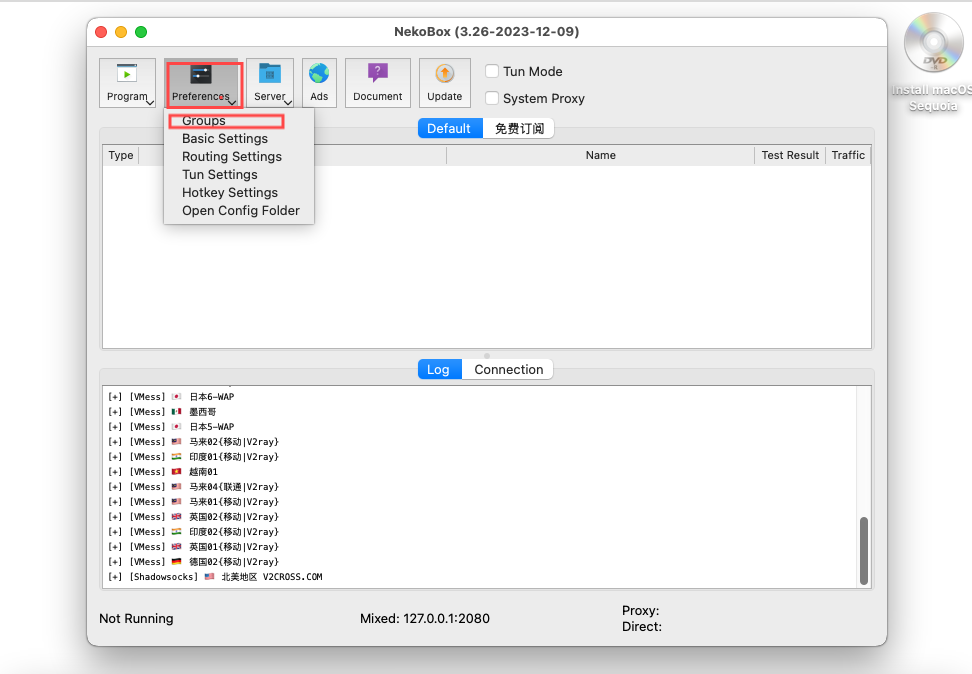 NekoBox (3.26-2023-12-09)
Program
Preferences
Server
Ads
Document
Update
Tun Mode
System Proxy
DVD
Install macOS
Sequoia
Groups
Basic Settings
Routing Settings
Tun Settings
Hotkey Settings
Open Config Folder
Default 免费订阅
Type Name Test Result Traffic
Log Connection
[+] [VMess] 🇯🇵 日本6-WAP
[+] [VMess] 🇲🇽 墨西哥
[+] [VMess] 🇯🇵 日本5-WAP
[+] [VMess] 🇲🇾 马来02{移动|V2ray}
[+] [VMess] 🇮🇳 印度01{移动|V2ray}
[+] [VMess] 🇻🇳 越南01
[+] [VMess] 🇲🇾 马来04{联通|V2ray}
[+] [VMess] 🇲🇾 马来01{移动|V2ray}
[+] [VMess] 🇬🇧 英国02{移动|V2ray}
[+] [VMess] 🇮🇳 印度02{移动|V2ray}
[+] [VMess] 🇬🇧 英国01{移动|V2ray}
[+] [VMess] 🇩🇪 德国02{移动|V2ray}
[+] [Shadowsocks] 🇺🇸 北美地区 V2CROSS.COM
Not Running
Mixed: 127.0.0.1:2080
Proxy:
Direct: